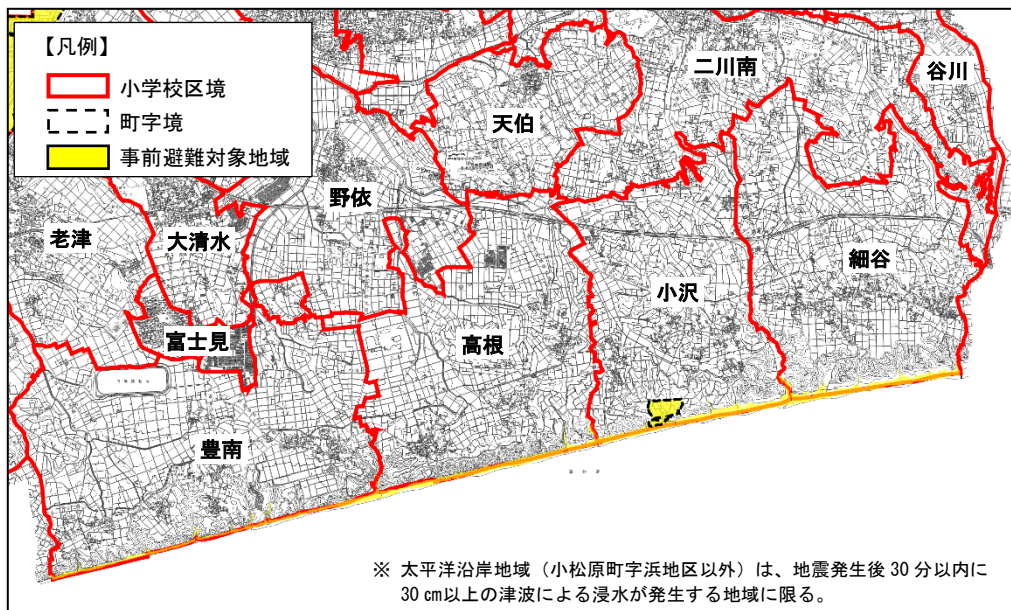 【凡例】
小学校区境
町字境
事前避難対象地域
二川南
谷川
天伯
野依
老津
大清水
細谷
小沢
富士見
高根
豊南
※ 太平洋沿岸地域（小松原町字浜地区以外）は、地震発生後 30 分以内に
30 cm以上の津波による浸水が発生する地域に限る。